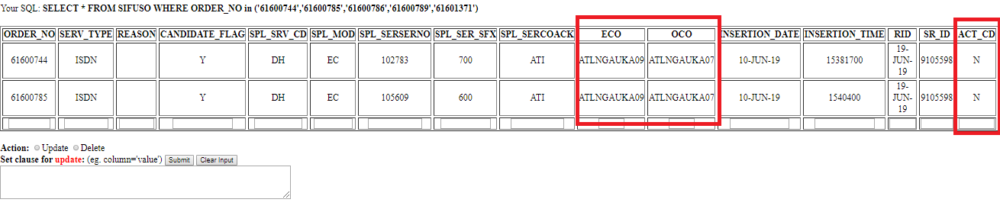 Your SQL: SELECT * FROM SIFUSO WHERE ORDER_NO in ('61600744','61600785','61600786','61600789','61601371')
ORDER_NO SERV_TYPE REASON CANDIDATE_FLAG SPL_SRV_CD SPL_MOD SPL_SERSERNO SPL_SER_SFX SPL_SERCOACK ECO OCO INSERTION_DATE INSERTION_TIME RID SR_ID ACT_CD
61600744 ISDN Y DH EC 102783 700 ATI ATLNGAUKA09 ATLNGAUKA07 10-JUN-19 15381700 19-JUN-19 9105598 N
61600785 ISDN Y DH EC 105609 600 ATI ATLNGAUKA09 ATLNGAUKA07 10-JUN-19 1540400 19-JUN-19 9105598 N
Action: Update Delete
Set clause for update: (eg. column='value') Submit Clear Input